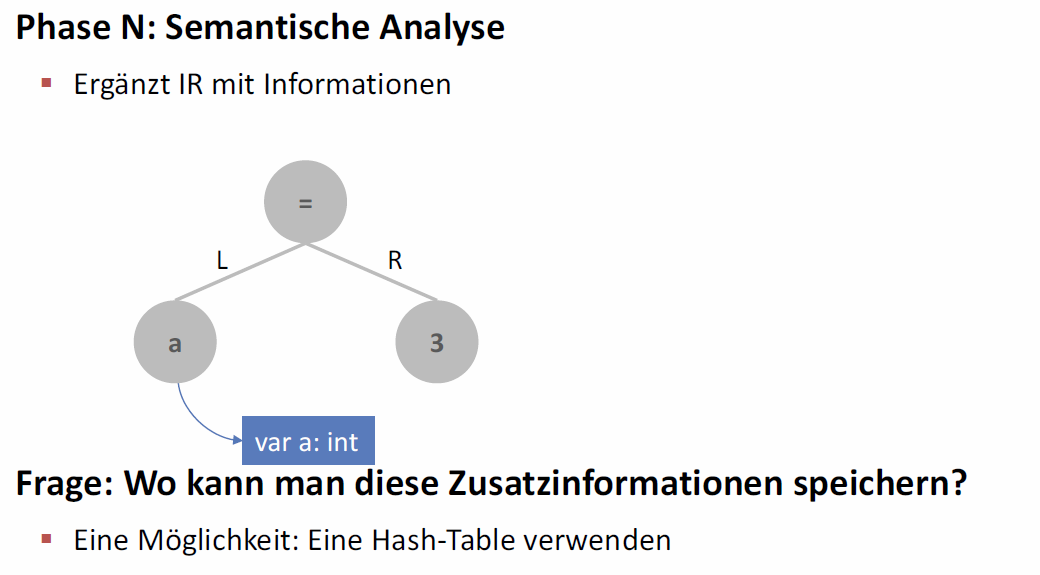 Phase N: Semantische Analyse
Ergänzt IR mit Informationen
=
L
R
a
3
var a: int
Frage: Wo kann man diese Zusatzinformationen speichern?
Eine Möglichkeit: Eine Hash-Table verwenden